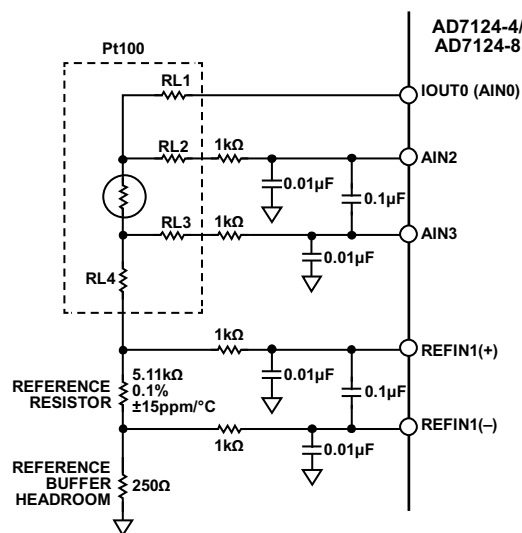 AD7124-4/
AD7124-8
Pt100
RL1
IOUT0 (AIN0)
RL2
1kΩ
AIN2
0.01µF
0.1µF
RL3
1kΩ
AIN3
0.01µF
RL4
1kΩ
REFIN1(+)
5.11kΩ
0.1%
±15ppm/°C
REFERENCE
RESISTOR
0.01µF
0.1µF
REFIN1(–)
1kΩ
0.01µF
REFERENCE
BUFFER
HEADROOM
250Ω